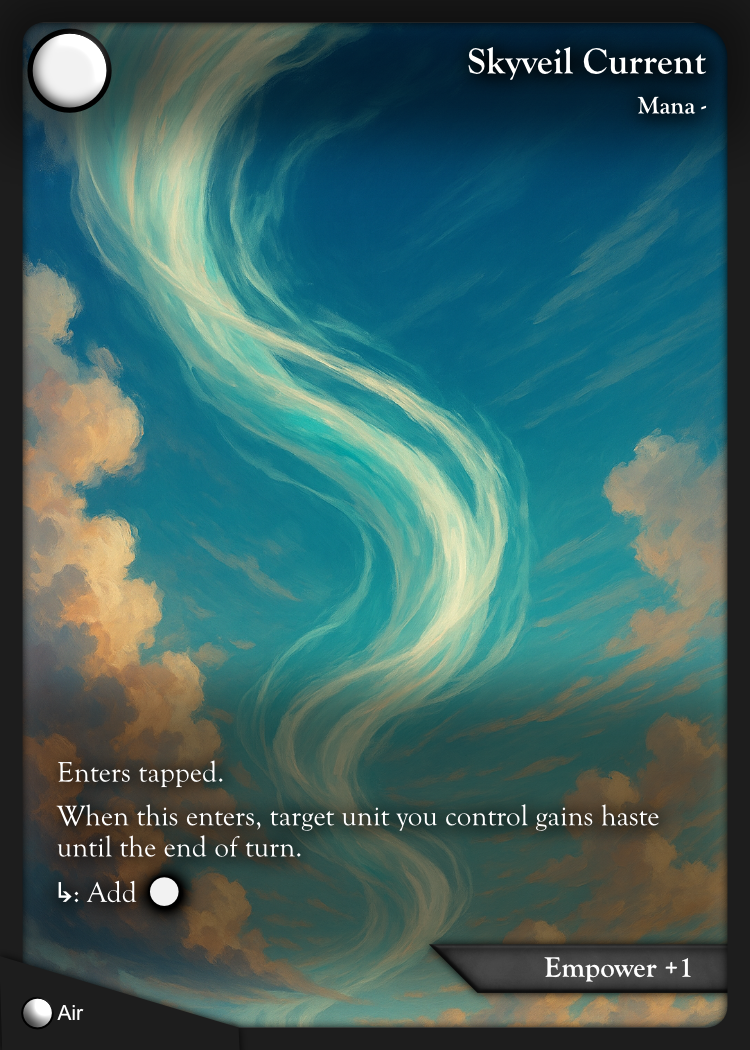 Skyveil Current
Mana -
Enters tapped.
When this enters, target unit you control gains haste
until the end of turn.
↳: Add
Empower +1
Air